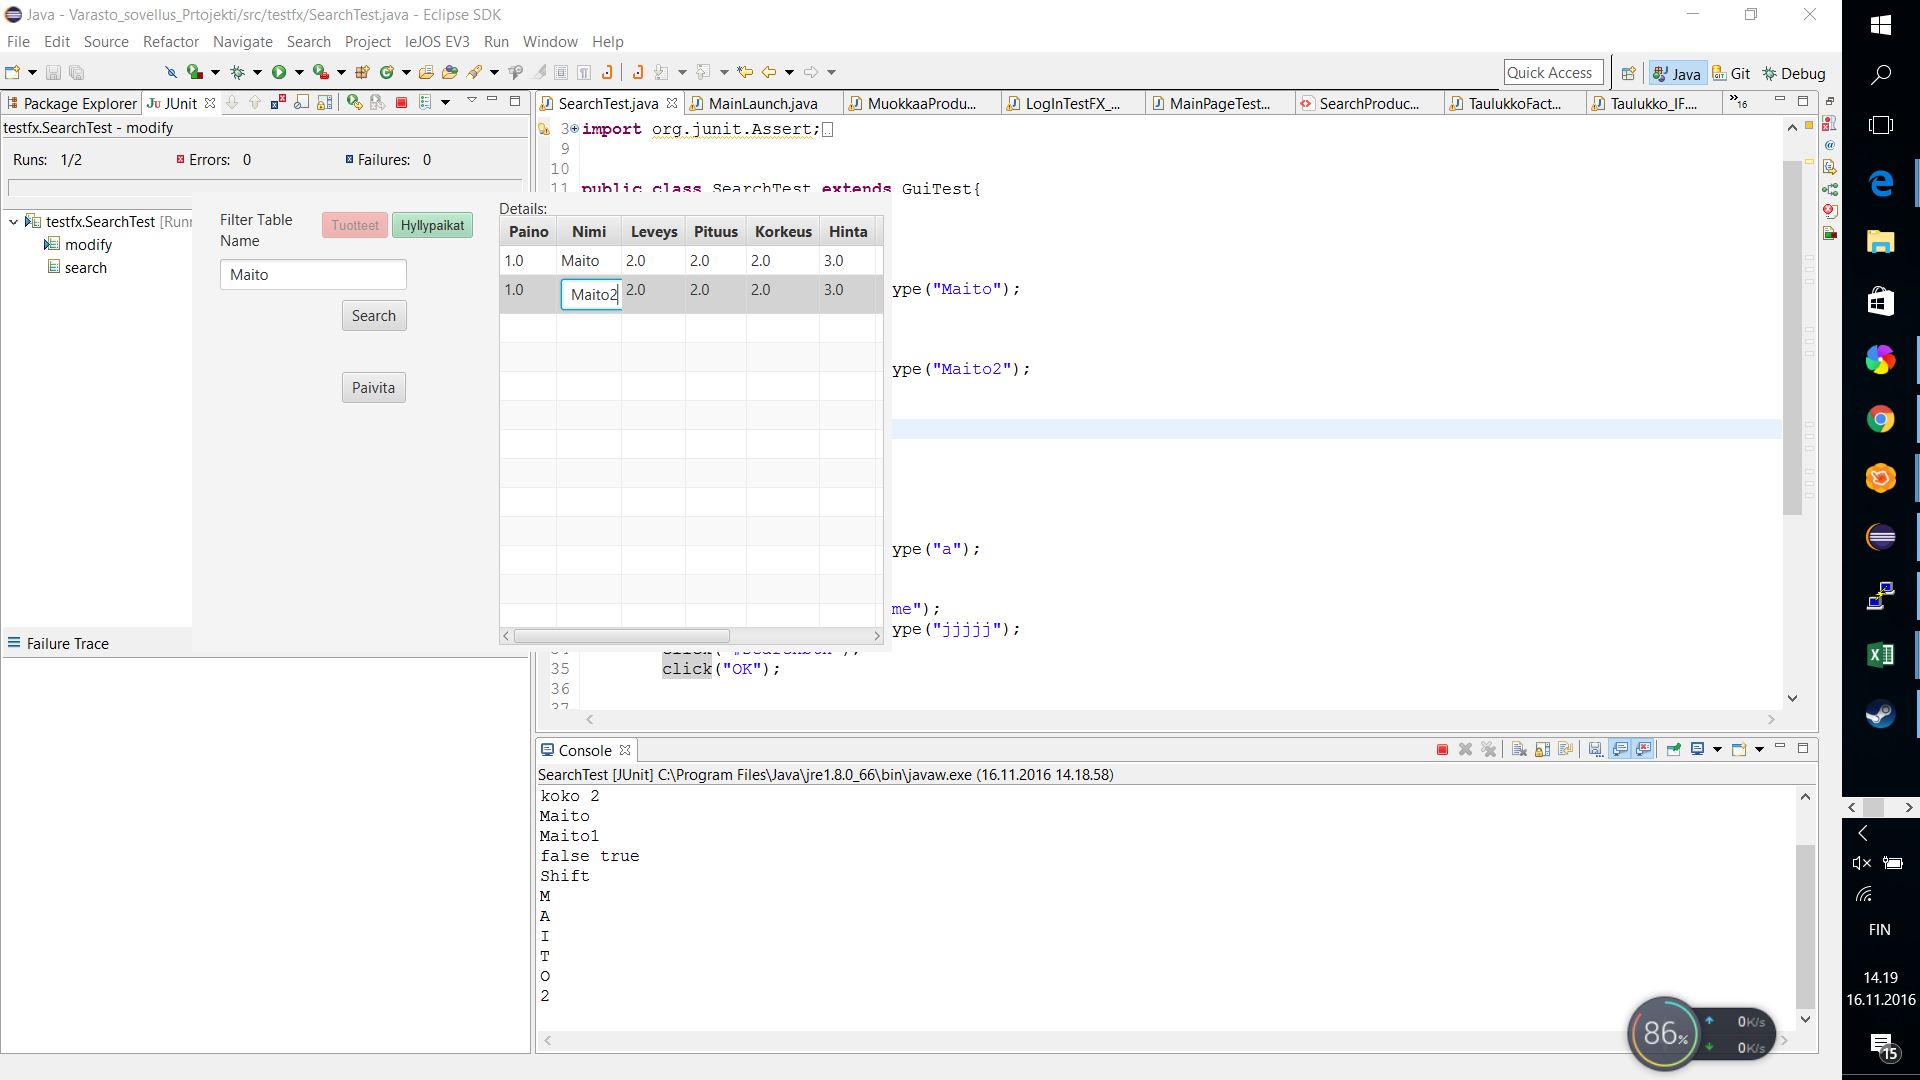 Java - Varasto_sovellus_Prtojekti/src/testfx/SearchTest.java - Eclipse SDK
File Edit Source Refactor Navigate Search Project leJOS EV3 Run Window Help
Quick Access
Java Git Debug
Package Explorer JUnit
testfx.SearchTest - modify
Runs: 1/2 Errors: 0 Failures: 0
testfx.SearchTest [Runn
modify
search
Failure Trace
Filter Table
Name
Tuotteet Hyllypaikat
Maito
Search
Paivita
Details:
Paino Nimi Leveys Pituus Korkeus Hinta
1.0 Maito 2.0 2.0 2.0 3.0
1.0 Maito2 2.0 2.0 2.0 3.0
SearchTest.java MainLaunch.java MuokkaaProdu... LogInTestFX_... MainPageTest... SearchProduc... TaulukkoFact... Taulukko_IF.... »16
3 import org.junit.Assert;
9
10
11 public class SearchTest extends GuiTest{
ype("Maito");
ype("Maito2");
ype("a");
me");
ype("jjjjj");
35 click("OK");
36
37
Console
SearchTest [JUnit] C:\Program Files\Java\jre1.8.0_66\bin\javaw.exe (16.11.2016 14.18.58)
koko 2
Maito
Maito1
false true
Shift
M
A
I
T
O
2
86%
0K/s
0K/s
FIN
14.19
16.11.2016
15